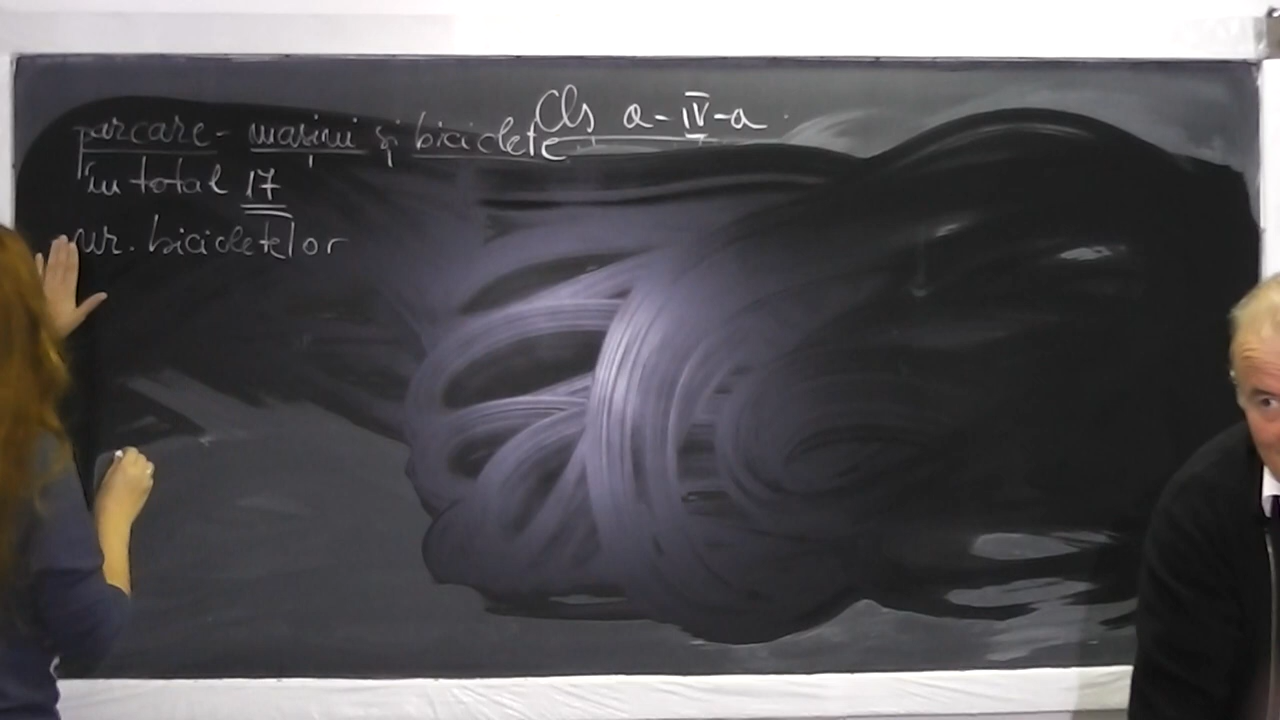 Cls a-IV-a
parcare - mașini și biciclete
în total 17
nr. bicicletelor